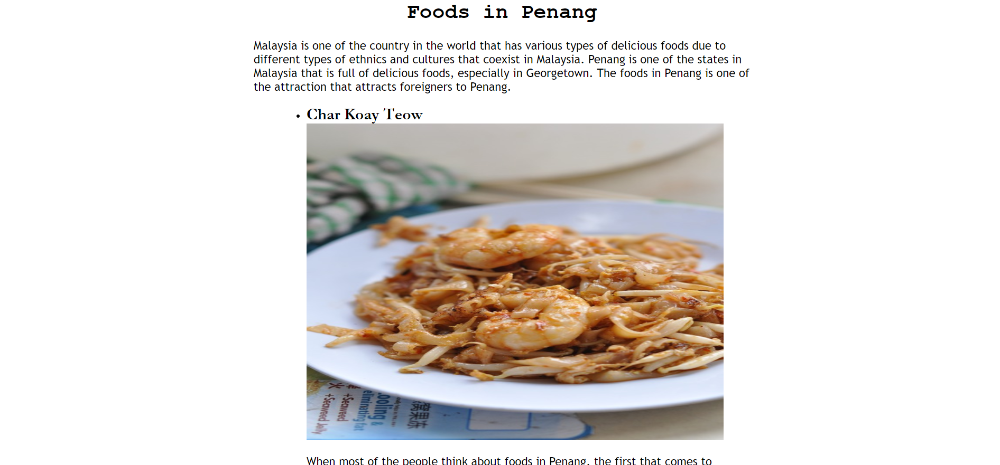 Foods in Penang
Malaysia is one of the country in the world that has various types of delicious foods due to
different types of ethnics and cultures that coexist in Malaysia. Penang is one of the states in
Malaysia that is full of delicious foods, especially in Georgetown. The foods in Penang is one of
the attraction that attracts foreigners to Penang.
• Char Koay Teow
火
+Seaweed Jelly
+Seaweed
eliminating fat
ooling &
When most of the people think about foods in Penang, the first that comes to